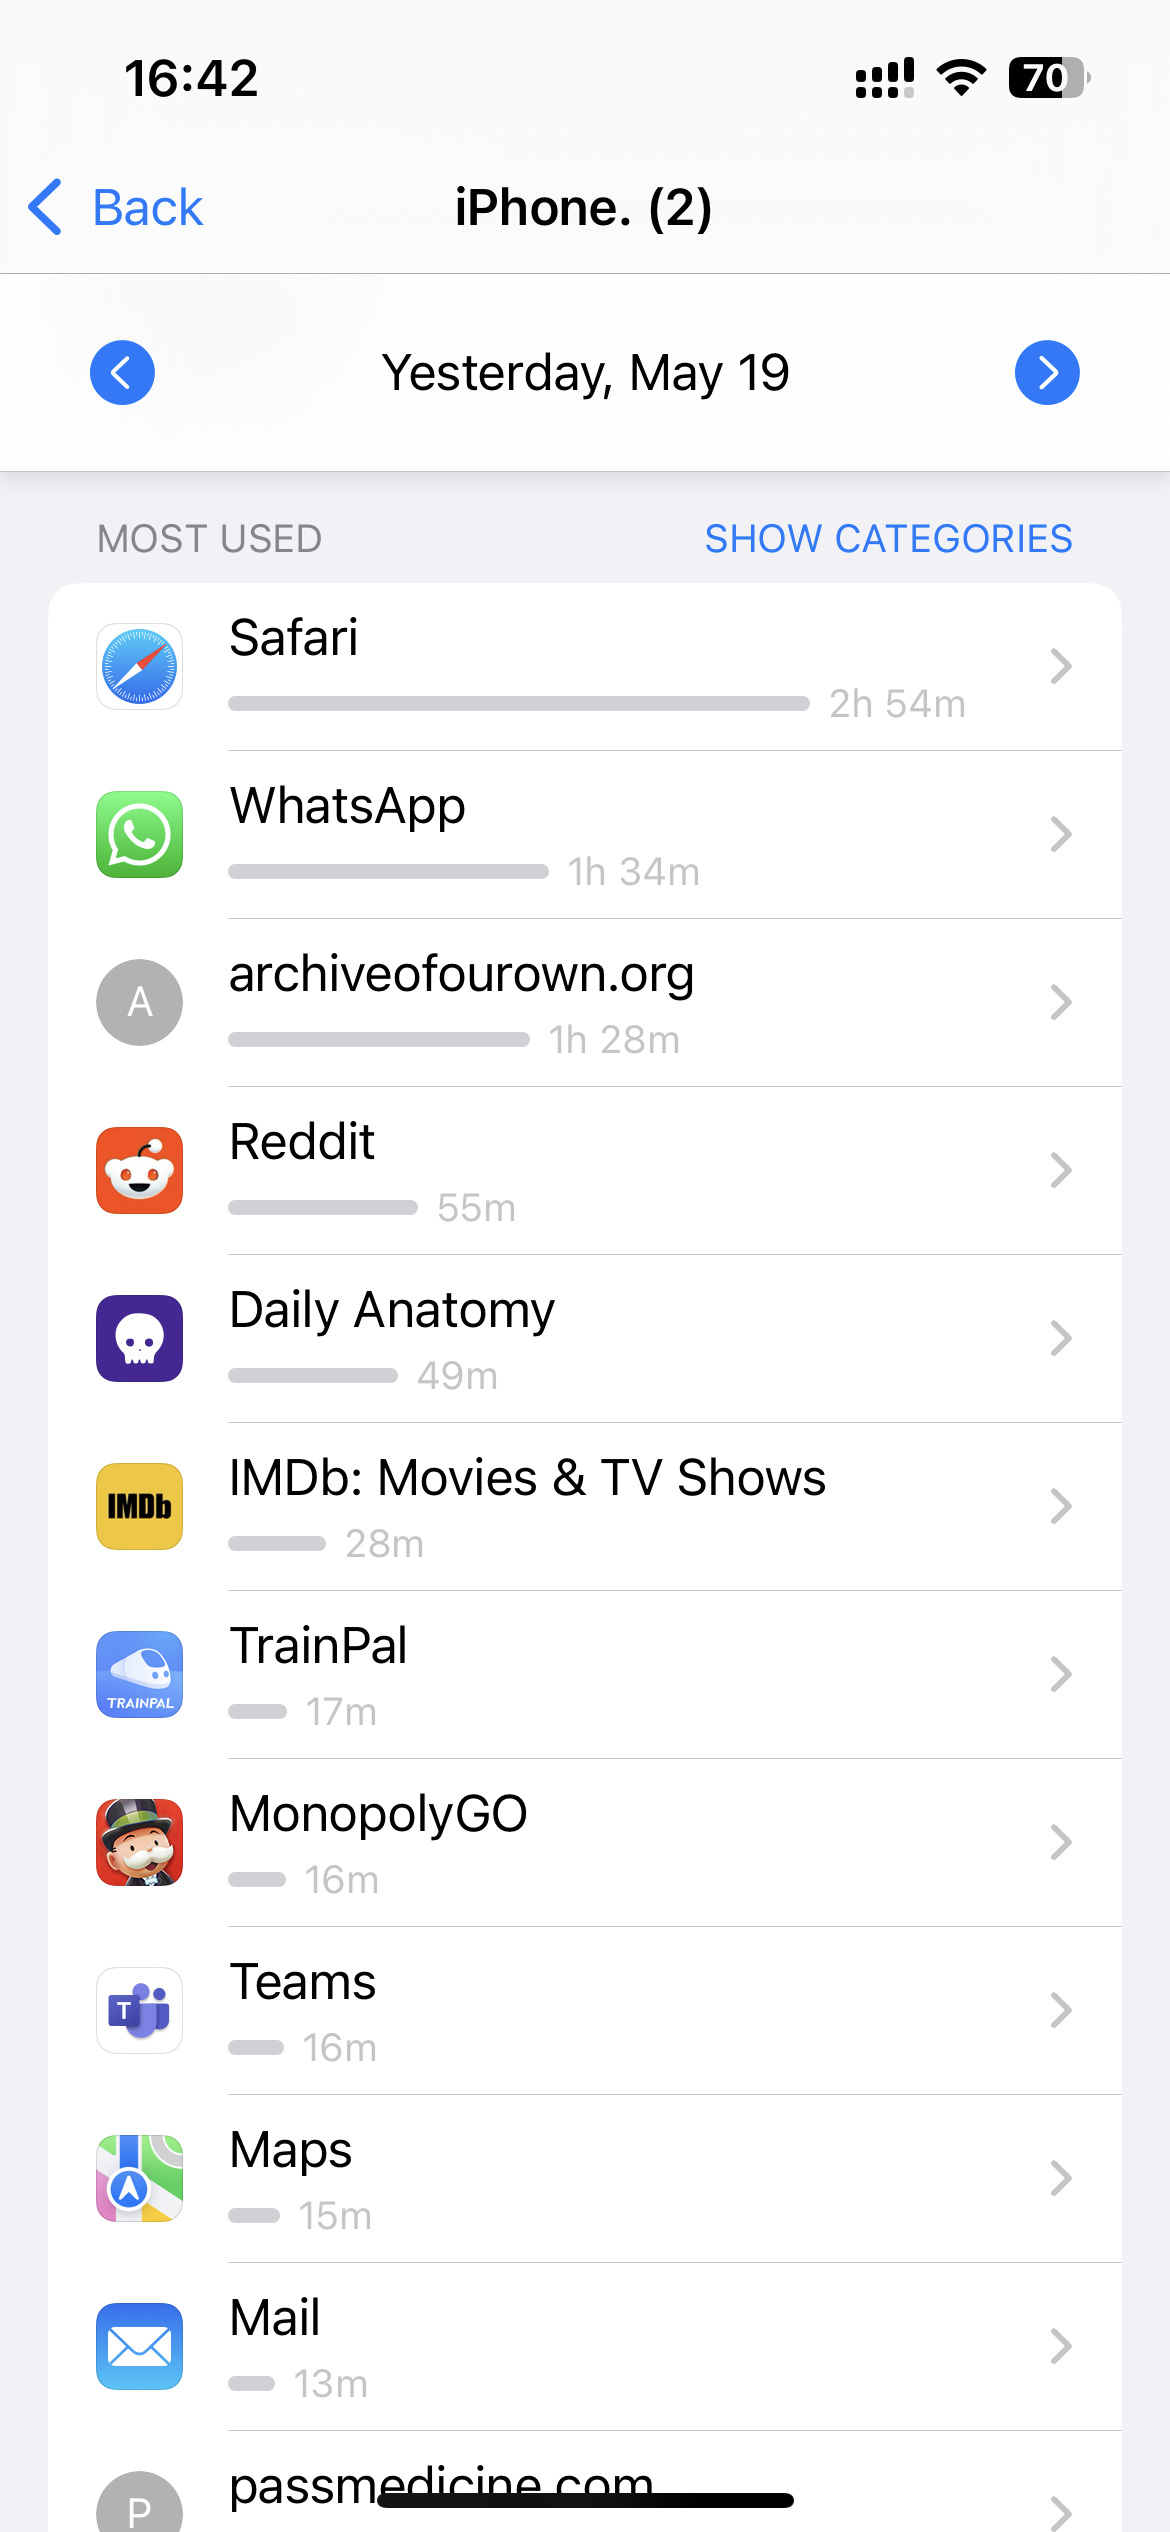 16:42
70
Back
iPhone. (2)
Yesterday, May 19
MOST USED
SHOW CATEGORIES
Safari
2h 54m
WhatsApp
1h 34m
A
archiveofourown.org
1h 28m
Reddit
55m
Daily Anatomy
49m
IMDb
IMDb: Movies & TV Shows
28m
TRAINPAL
TrainPal
17m
MonopolyGO
16m
T
Teams
16m
Maps
15m
Mail
13m
P
passmedicine.com